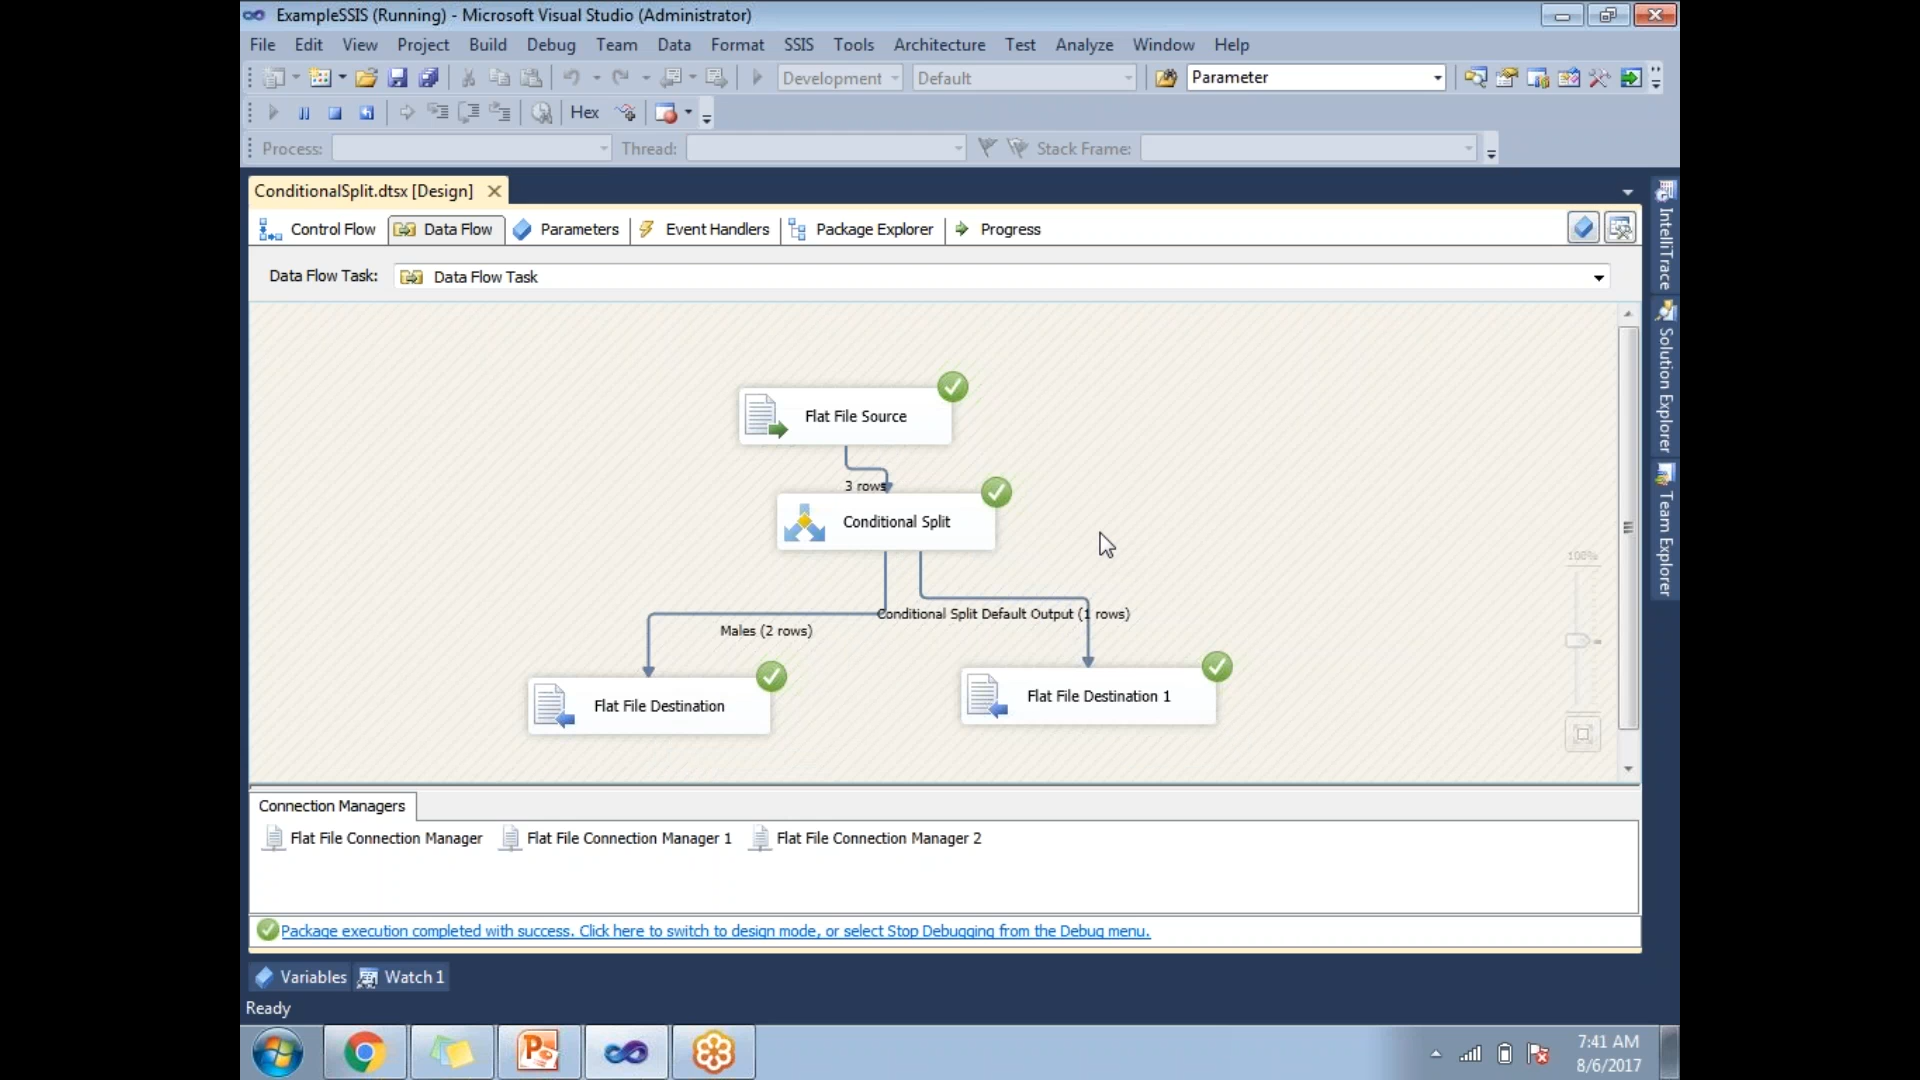 ExampleSSIS (Running) - Microsoft Visual Studio (Administrator)
File Edit View Project Build Debug Team Data Format SSIS Tools Architecture Test Analyze Window Help
Development Default Parameter
Hex
Process: Thread: Stack Frame:
ConditionalSplit.dtsx [Design]
Control Flow Data Flow Parameters Event Handlers Package Explorer Progress
Data Flow Task: Data Flow Task
Flat File Source
3 rows
Conditional Split
Conditional Split Default Output (1 rows)
Males (2 rows)
Flat File Destination
Flat File Destination 1
100%
IntelliTrace
Solution Explorer
Team Explorer
Connection Managers
Flat File Connection Manager Flat File Connection Manager 1 Flat File Connection Manager 2
Package execution completed with success. Click here to switch to design mode, or select Stop Debugging from the Debug menu.
Variables Watch 1
Ready
7:41 AM
8/6/2017